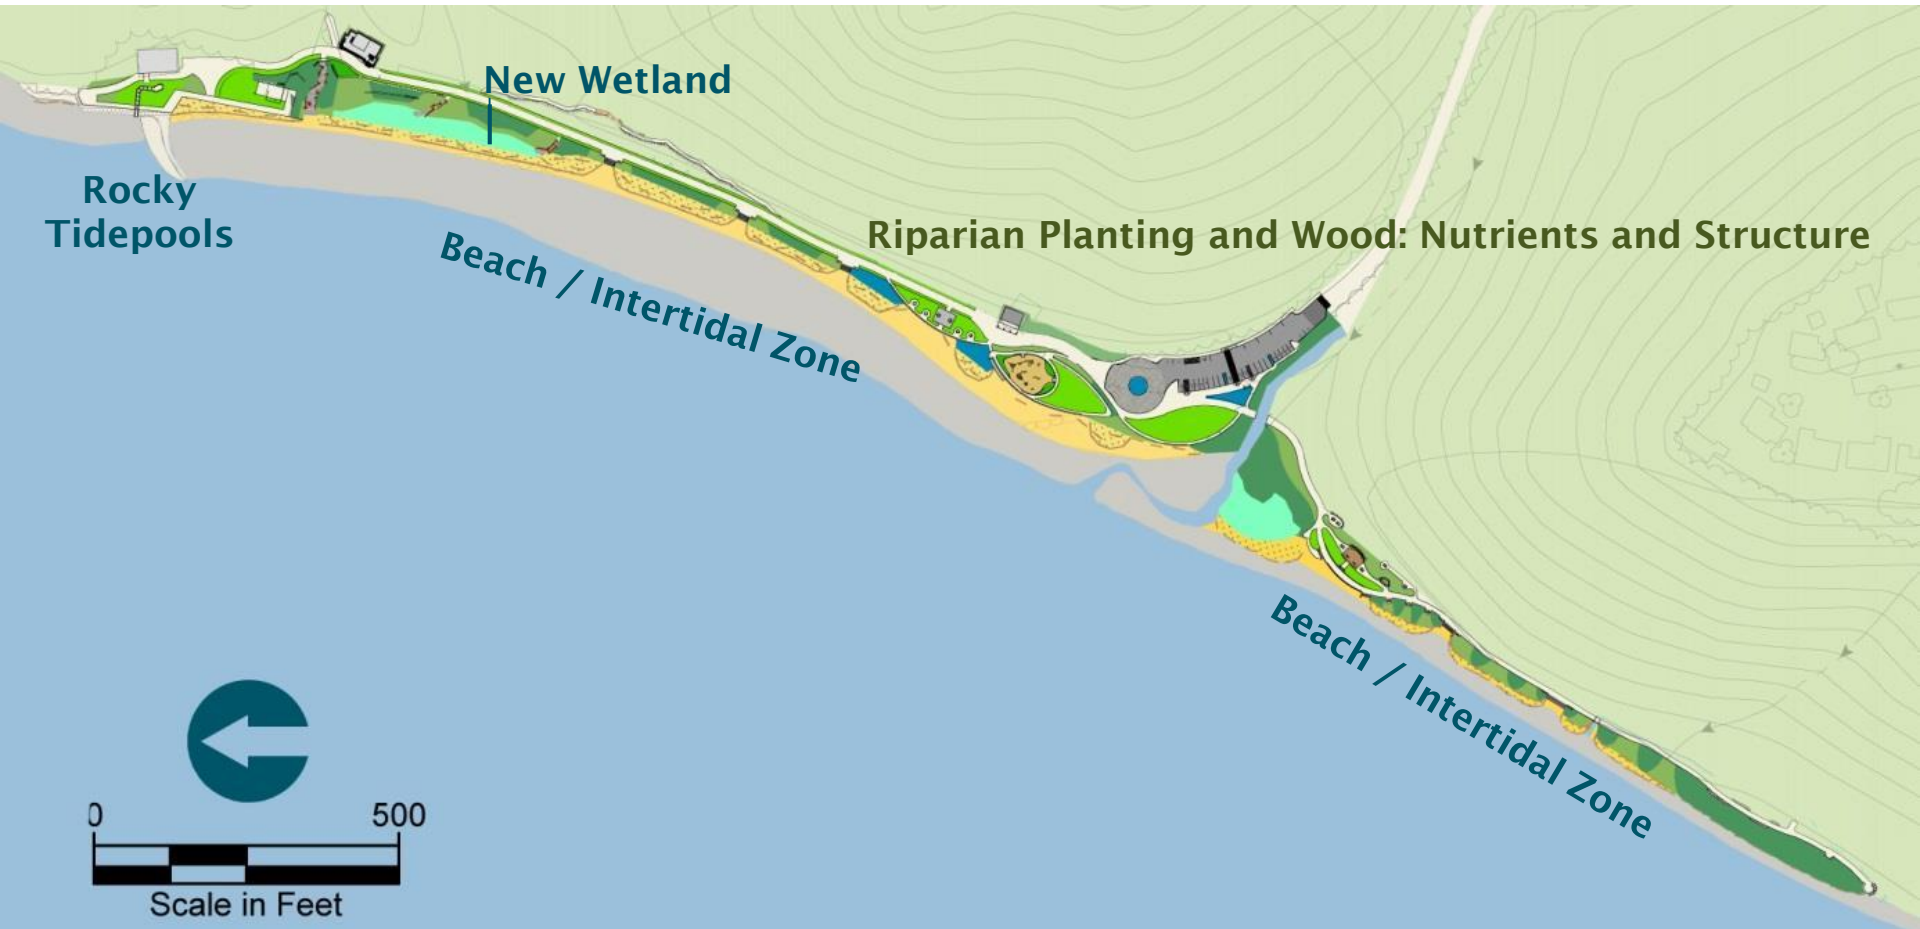 New Wetland
Rocky
Tidepools
Riparian Planting and Wood: Nutrients and Structure
Beach / Intertidal Zone
Beach / Intertidal Zone
0 500
Scale in Feet